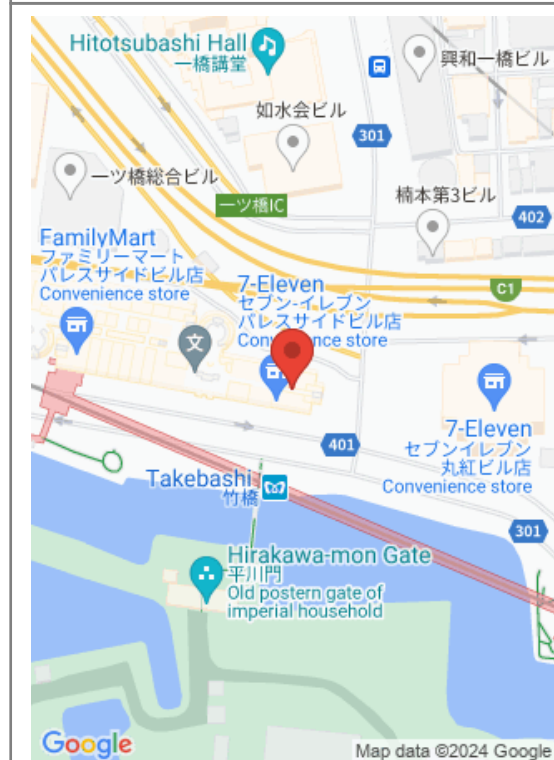 Hitotsubashi Hall
一橋講堂
興和一橋ビル
如水会ビル
301
一ツ橋総合ビル
一ツ橋IC
楠本第3ビル
402
FamilyMart
ファミリーマート
パレスサイドビル店
Convenience store
7-Eleven
セブン-イレブン
パレスサイドビル店
Convenience store
C1
文
7-Eleven
セブンイレブン
丸紅ビル店
Convenience store
401
Takebashi
竹橋
301
Hirakawa-mon Gate
平川門
Old postern gate of
imperial household
Google
Map data ©2024 Google